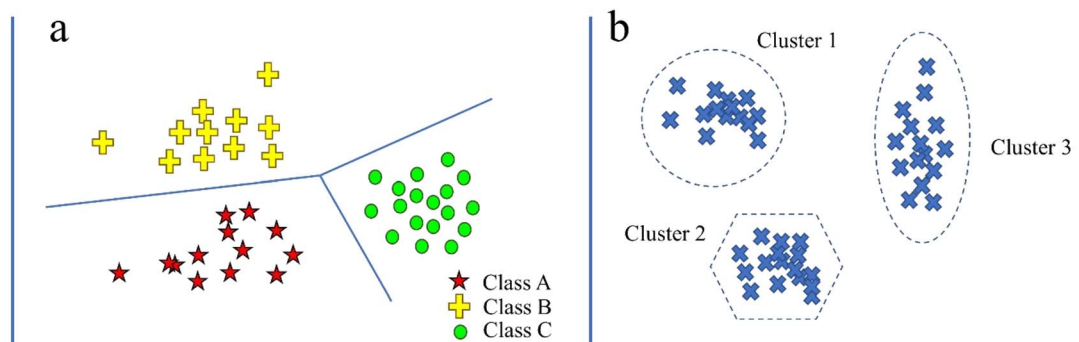 a
Class A
Class B
Class C
b
Cluster 1
Cluster 3
Cluster 2